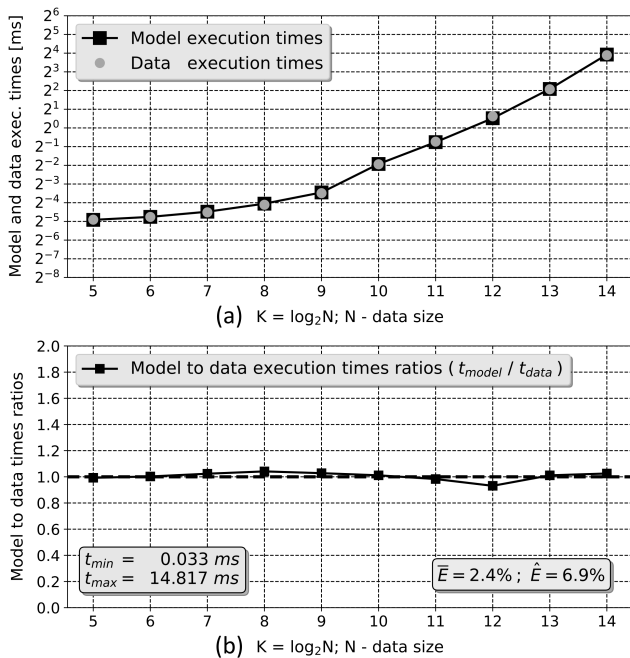 Model and data exec. times [ms]
2^6
2^5
2^4
2^3
2^2
2^1
2^0
2^-1
2^-2
2^-3
2^-4
2^-5
2^-6
2^-7
2^-8
Model execution times
Data execution times
5 6 7 8 9 10 11 12 13 14
(a) K = log₂N; N - data size
Model to data times ratios
2.0
1.8
1.6
1.4
1.2
1.0
0.8
0.6
0.4
0.2
0.0
Model to data execution times ratios ( t_model / t_data )
t_min = 0.033 ms
t_max = 14.817 ms
E̅ = 2.4% ; Ê = 6.9%
5 6 7 8 9 10 11 12 13 14
(b) K = log₂N; N - data size